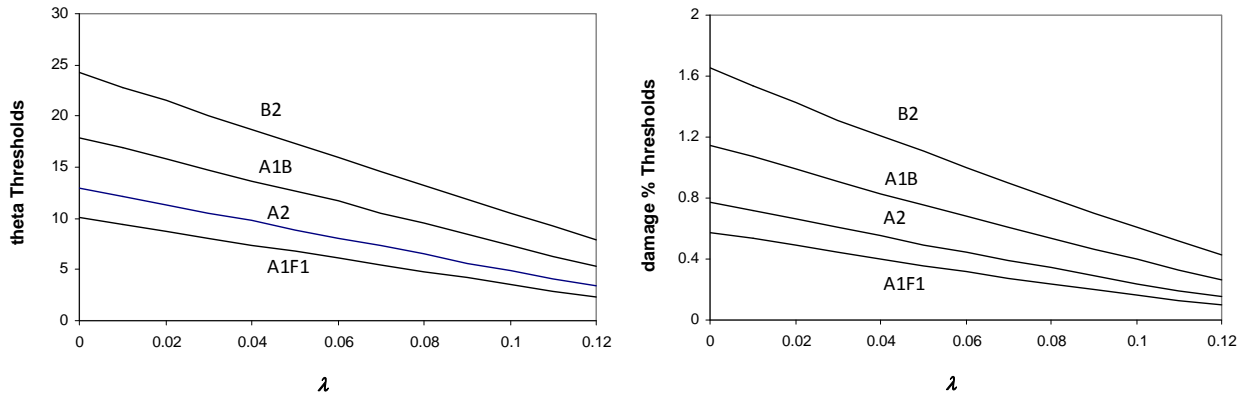 theta Thresholds
30
25
20
15
10
5
0
B2
A1B
A2
A1F1
0 0.02 0.04 0.06 0.08 0.1 0.12
λ
damage % Thresholds
2
1.6
1.2
0.8
0.4
0
B2
A1B
A2
A1F1
0 0.02 0.04 0.06 0.08 0.1 0.12
λ